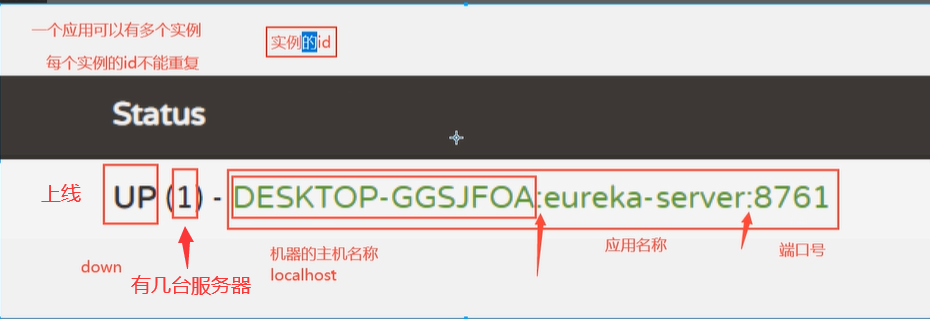 一个应用可以有多个实例
实例的id
每个实例的id不能重复
Status
上线
UP (1) - DESKTOP-GGSJFOA:eureka-server:8761
down
有几台服务器
机器的主机名称
localhost
应用名称
端口号